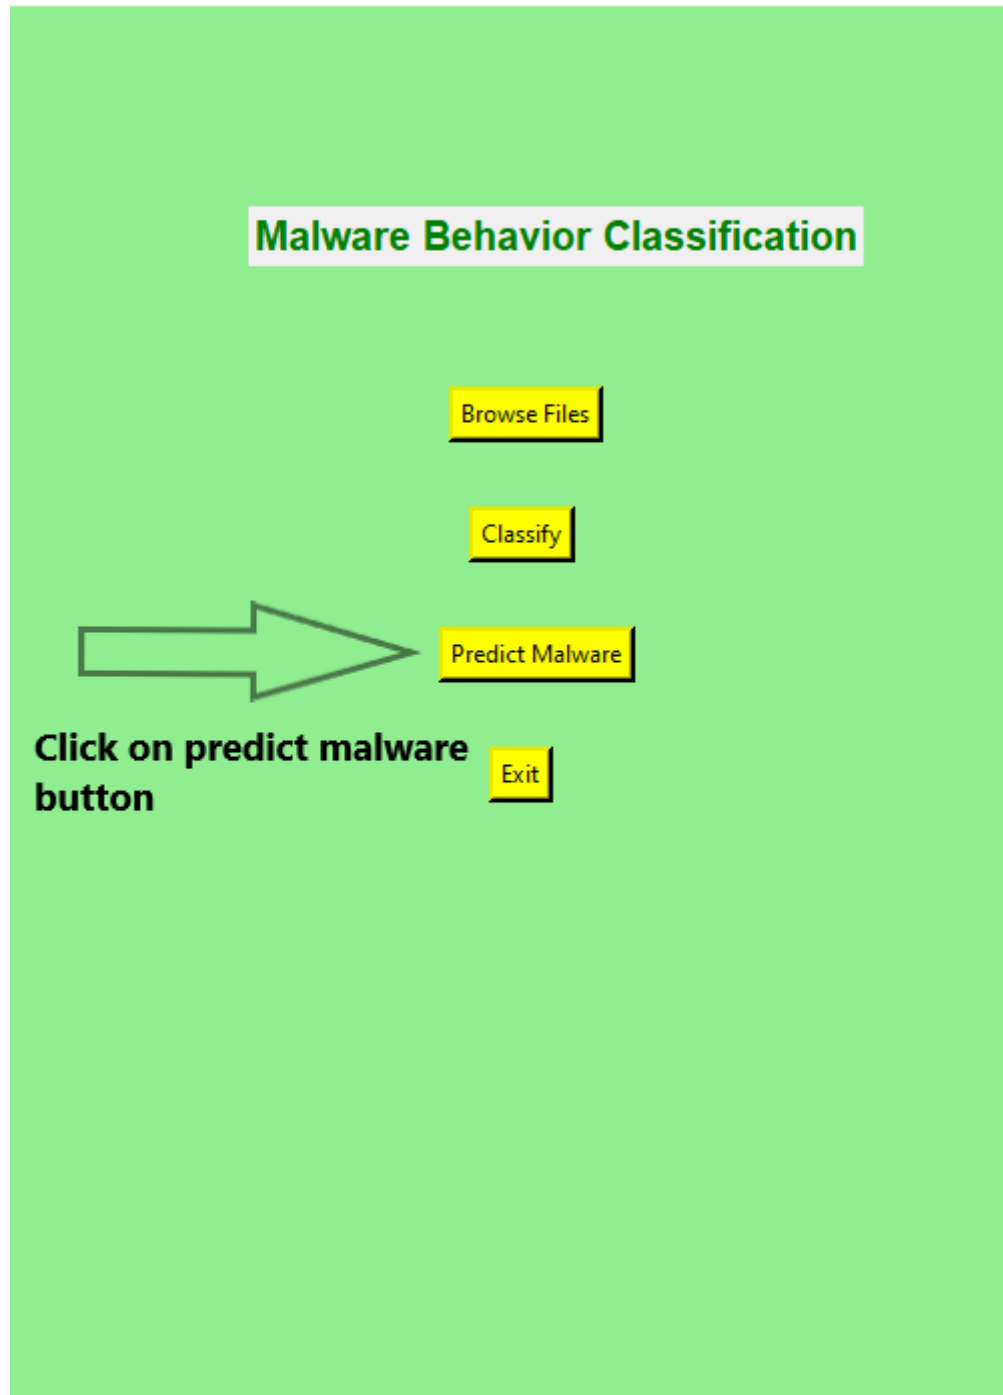 Malware Behavior Classification
Browse Files
Classify
Predict Malware
Click on predict malware
button
Exit